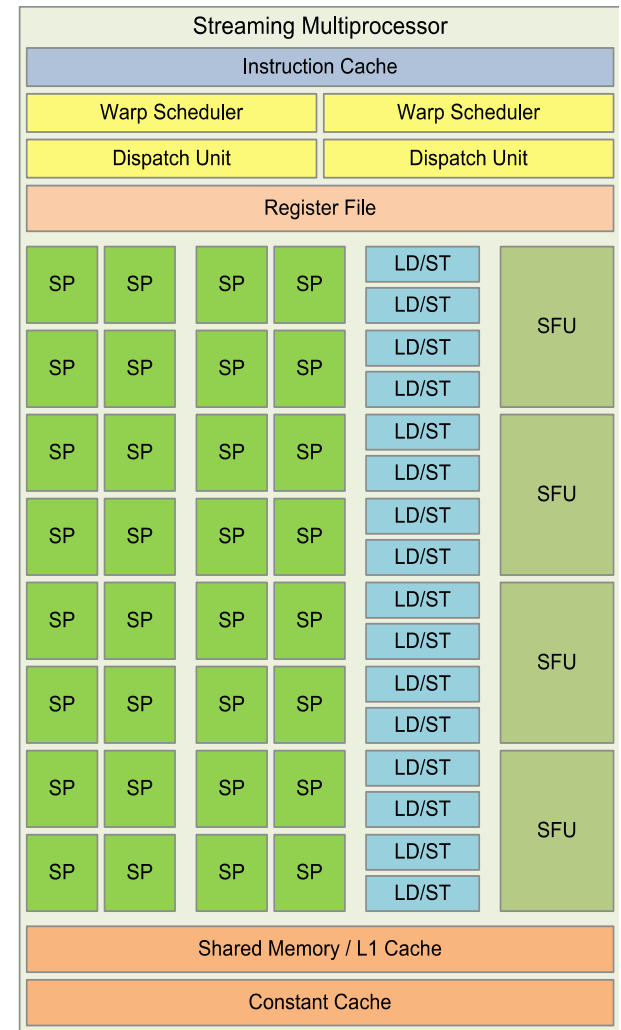 Streaming Multiprocessor
Instruction Cache
Warp Scheduler Warp Scheduler
Dispatch Unit Dispatch Unit
Register File
SP SP SP SP LD/ST LD/ST SFU
SP SP SP SP LD/ST LD/ST
SP SP SP SP LD/ST LD/ST SFU
SP SP SP SP LD/ST LD/ST
SP SP SP SP LD/ST LD/ST SFU
SP SP SP SP LD/ST LD/ST
SP SP SP SP LD/ST LD/ST SFU
SP SP SP SP LD/ST LD/ST
Shared Memory / L1 Cache
Constant Cache